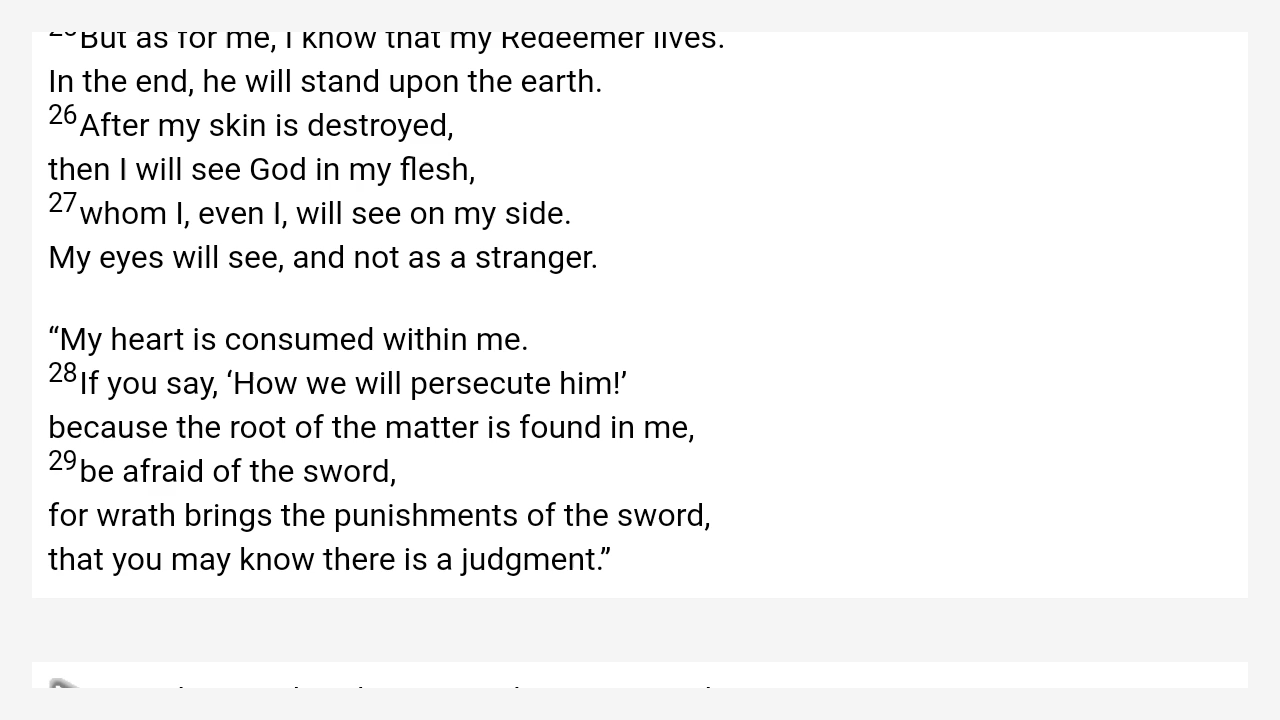 But as for me, I know that my Redeemer lives.
In the end, he will stand upon the earth.
26After my skin is destroyed,
then I will see God in my flesh,
27whom I, even I, will see on my side.
My eyes will see, and not as a stranger.
“My heart is consumed within me.
28If you say, ‘How we will persecute him!’
because the root of the matter is found in me,
29be afraid of the sword,
for wrath brings the punishments of the sword,
that you may know there is a judgment.”